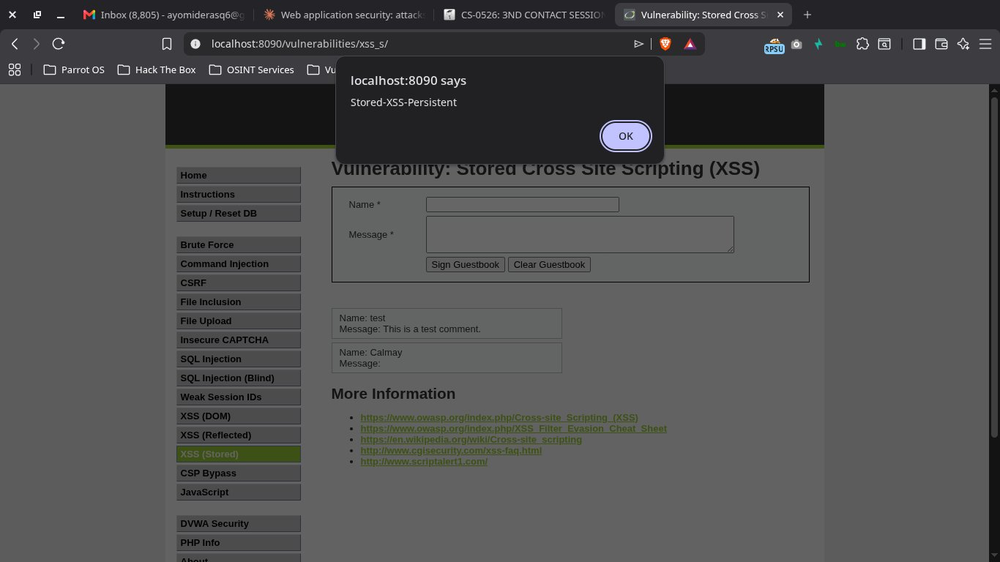 Inbox (8,805) - ayomiderasq6@g
Web application security: attacks
CS-0526: 3ND CONTACT SESSION
Vulnerability: Stored Cross S
localhost:8090/vulnerabilities/xss_s/
RPSU
bw
Parrot OS
Hack The Box
OSINT Services
Vu
localhost:8090 says
Stored-XSS-Persistent
OK
Vulnerability: Stored Cross Site Scripting (XSS)
Home
Instructions
Setup / Reset DB
Brute Force
Command Injection
CSRF
File Inclusion
File Upload
Insecure CAPTCHA
SQL Injection
SQL Injection (Blind)
Weak Session IDs
XSS (DOM)
XSS (Reflected)
XSS (Stored)
CSP Bypass
JavaScript
DVWA Security
PHP Info
About
Name *
Message *
Sign Guestbook Clear Guestbook
Name: test
Message: This is a test comment.
Name: Calmay
Message:
More Information
https://www.owasp.org/index.php/Cross-site_Scripting_(XSS)
https://www.owasp.org/index.php/XSS_Filter_Evasion_Cheat_Sheet
https://en.wikipedia.org/wiki/Cross-site_scripting
http://www.cgisecurity.com/xss-faq.html
http://www.scriptalert1.com/